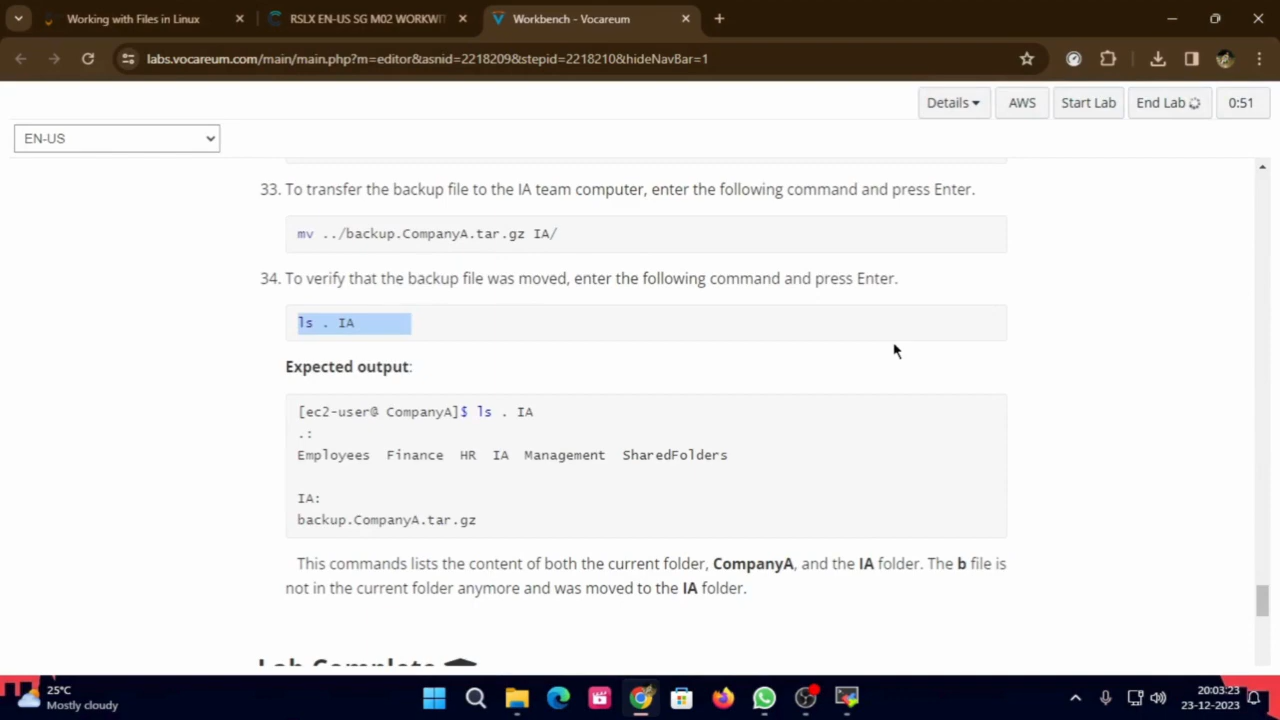 Working with Files in Linux
RSLX EN-US SG M02 WORKWIT
Workbench - Vocareum
labs.vocareum.com/main/main.php?m=editor&asnid=2218209&stepid=2218210&hideNavBar=1
Details
AWS
Start Lab
End Lab
0:51
EN-US
33. To transfer the backup file to the IA team computer, enter the following command and press Enter.
mv ../backup.CompanyA.tar.gz IA/
34. To verify that the backup file was moved, enter the following command and press Enter.
ls . IA
Expected output:
[ec2-user@ CompanyA]$ ls . IA
.:
Employees Finance HR IA Management SharedFolders
IA:
backup.CompanyA.tar.gz
This commands lists the content of both the current folder, CompanyA, and the IA folder. The b file is
not in the current folder anymore and was moved to the IA folder.
Lab Complete
25°C
Mostly cloudy
20:03:23
23-12-2023